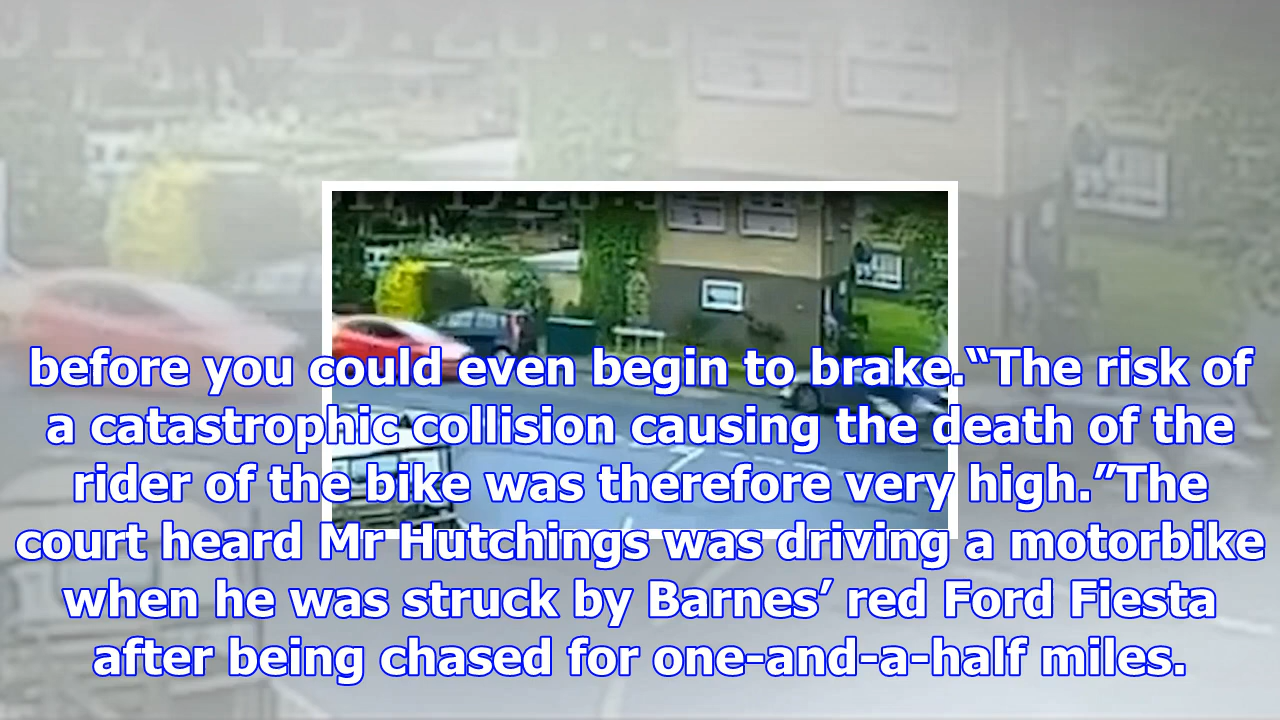 before you could even begin to brake.“The risk of
a catastrophic collision causing the death of the
rider of the bike was therefore very high.”The
court heard Mr Hutchings was driving a motorbike
when he was struck by Barnes’ red Ford Fiesta
after being chased for one-and-a-half miles.